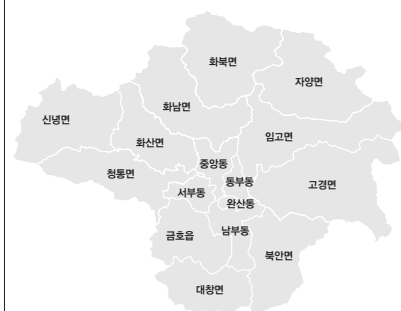 화북면
자양면
화남면
신녕면
임고면
화산면
중앙동
청통면
동부동
고경면
서부동
완산동
남부동
금호읍
북안면
대창면